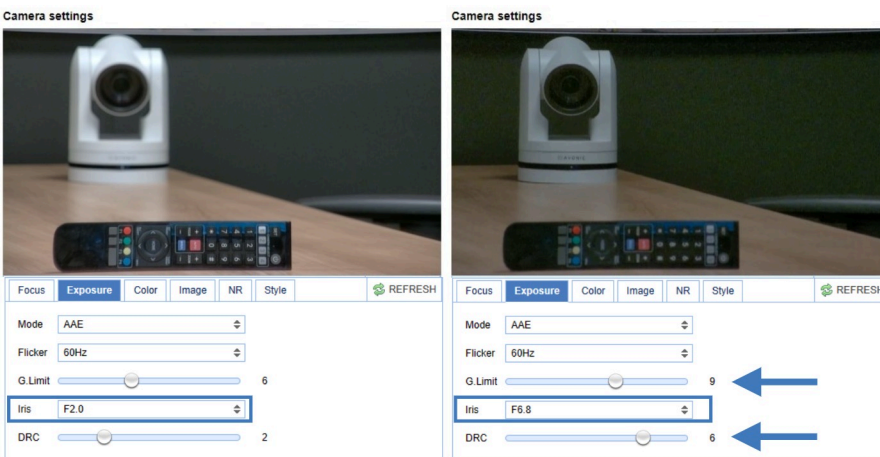 Camera settings
Focus Exposure Color Image NR Style REFRESH
Mode AAE
Flicker 60Hz
G.Limit 6
Iris F2.0
DRC 2
Camera settings
Focus Exposure Color Image NR Style REFRESH
Mode AAE
Flicker 60Hz
G.Limit 9
Iris F6.8
DRC 6